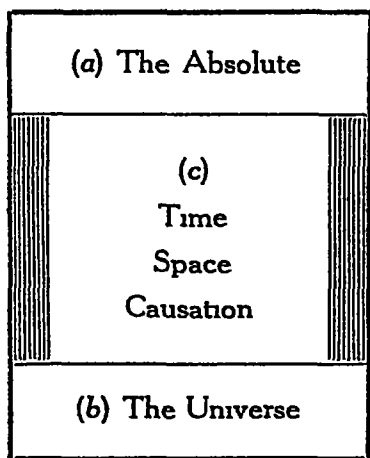 (a) The Absolute
(c)
Time
Space
Causation
(b) The Universe